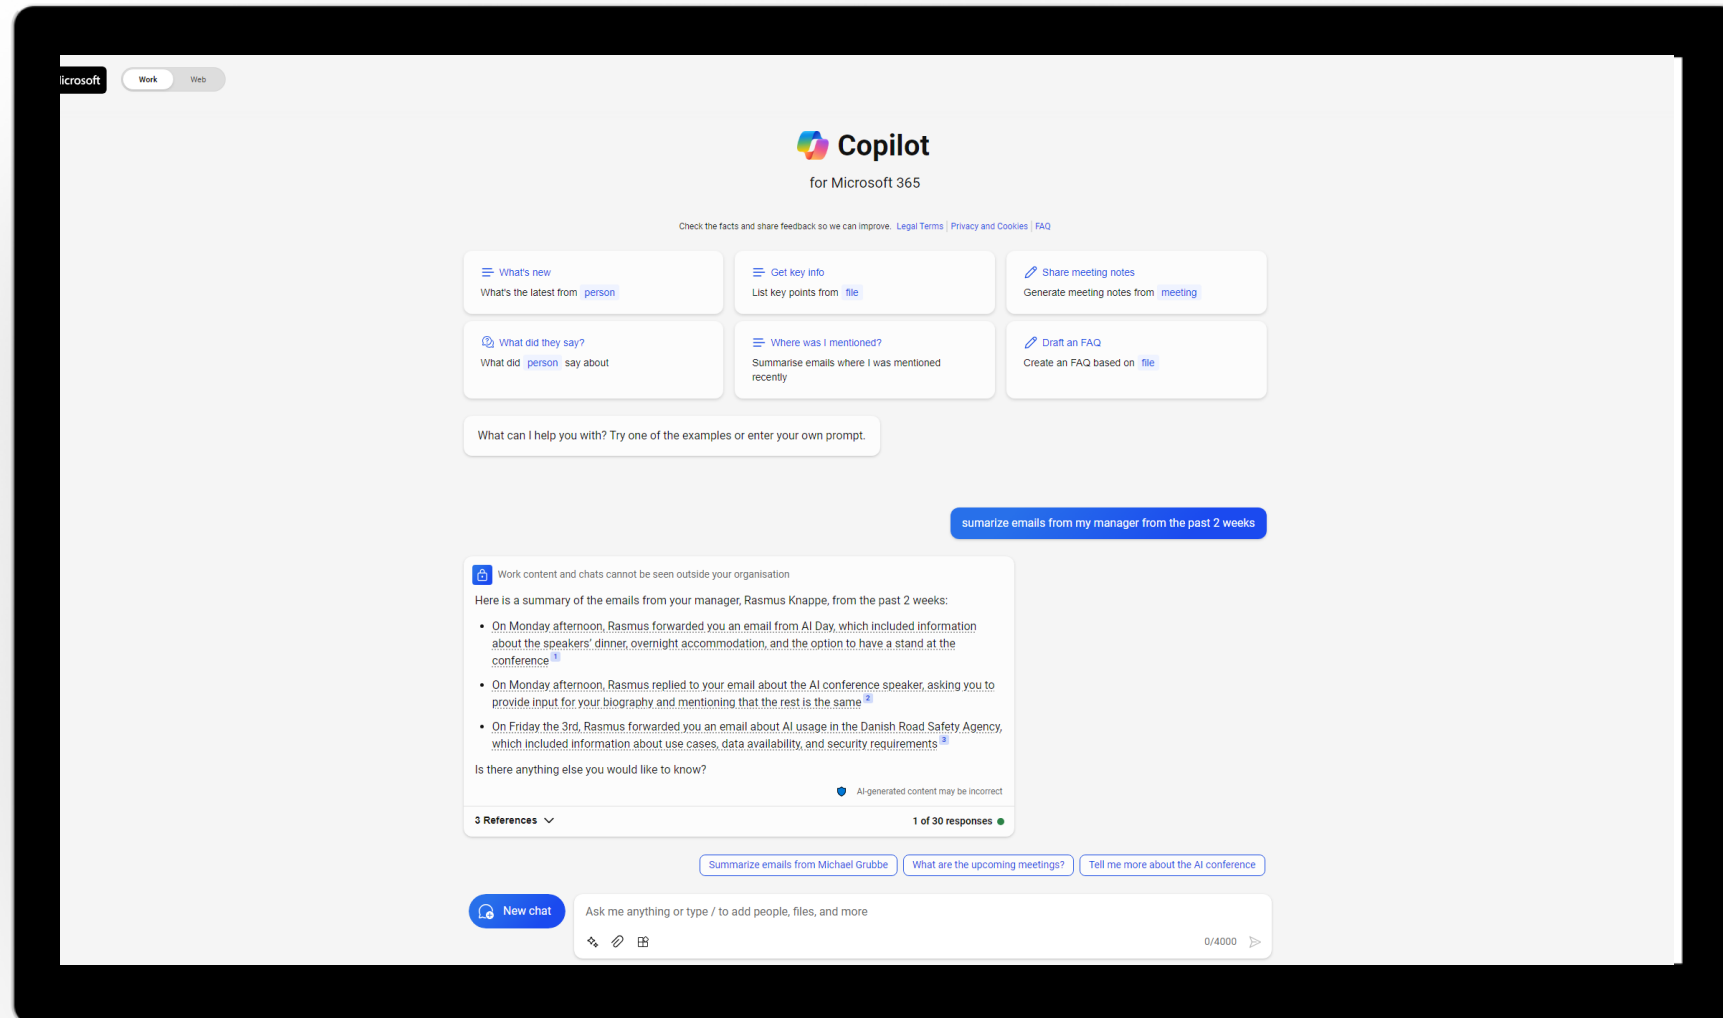 icrosoft
Work
Web
Copilot
for Microsoft 365
Check the facts and share feedback so we can improve. Legal Terms | Privacy and Cookies | FAQ
What's new
What's the latest from person
Get key info
List key points from file
Share meeting notes
Generate meeting notes from meeting
What did they say?
What did person say about
Where was I mentioned?
Summarise emails where I was mentioned
recently
Draft an FAQ
Create an FAQ based on file
What can I help you with? Try one of the examples or enter your own prompt.
sumarize emails from my manager from the past 2 weeks
Work content and chats cannot be seen outside your organisation
Here is a summary of the emails from your manager, Rasmus Knappe, from the past 2 weeks:
• On Monday afternoon, Rasmus forwarded you an email from AI Day, which included information
about the speakers' dinner, overnight accommodation, and the option to have a stand at the
conference 1
• On Monday afternoon, Rasmus replied to your email about the AI conference speaker, asking you to
provide input for your biography and mentioning that the rest is the same 2
• On Friday the 3rd, Rasmus forwarded you an email about AI usage in the Danish Road Safety Agency,
which included information about use cases, data availability, and security requirements 3
Is there anything else you would like to know?
AI-generated content may be incorrect
3 References
1 of 30 responses
Summarize emails from Michael Grubbe
What are the upcoming meetings?
Tell me more about the AI conference
New chat
Ask me anything or type / to add people, files, and more
0/4000